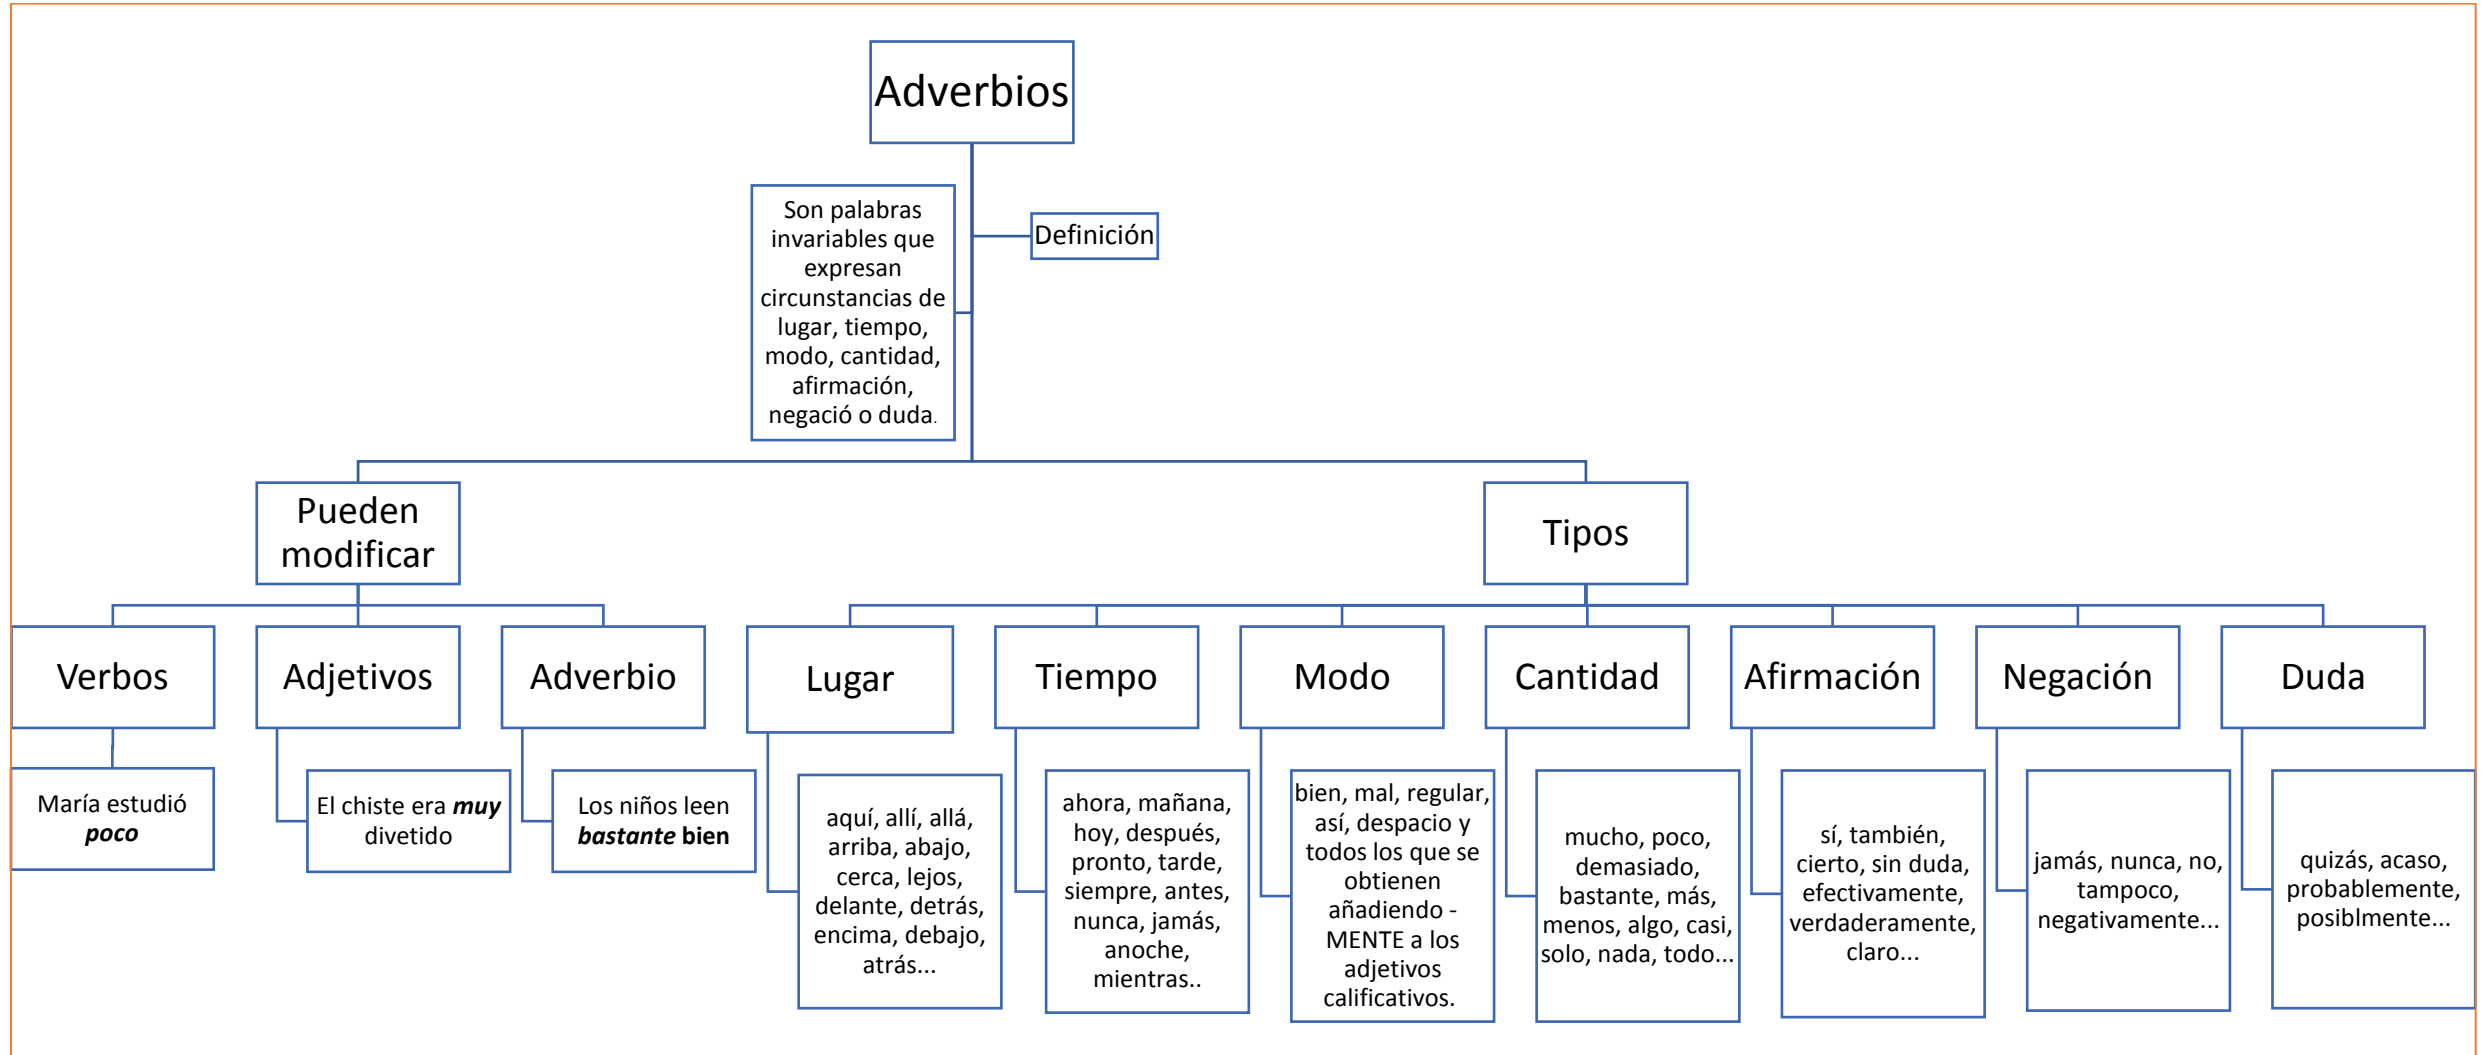 Adverbios
Son palabras
invariables que
expresan
circunstancias de
lugar, tiempo,
modo, cantidad,
afirmación,
negació o duda.
Definición
Pueden
modificar
Tipos
Verbos
Adjetivos
Adverbio
Lugar
Tiempo
Modo
Cantidad
Afirmación
Negación
Duda
María estudió
poco
El chiste era muy
divetido
Los niños leen
bastante bien
aquí, allí, allá,
arriba, abajo,
cerca, lejos,
delante, detrás,
encima, debajo,
atrás...
ahora, mañana,
hoy, después,
pronto, tarde,
siempre, antes,
nunca, jamás,
anoche,
mientras..
bien, mal, regular,
así, despacio y
todos los que se
obtienen
añadiendo -
MENTE a los
adjetivos
calificativos.
mucho, poco,
demasiado,
bastante, más,
menos, algo, casi,
solo, nada, todo...
sí, también,
cierto, sin duda,
efectivamente,
verdaderamente,
claro...
jamás, nunca, no,
tampoco,
negativamente...
quizás, acaso,
probablemente,
posiblmente...